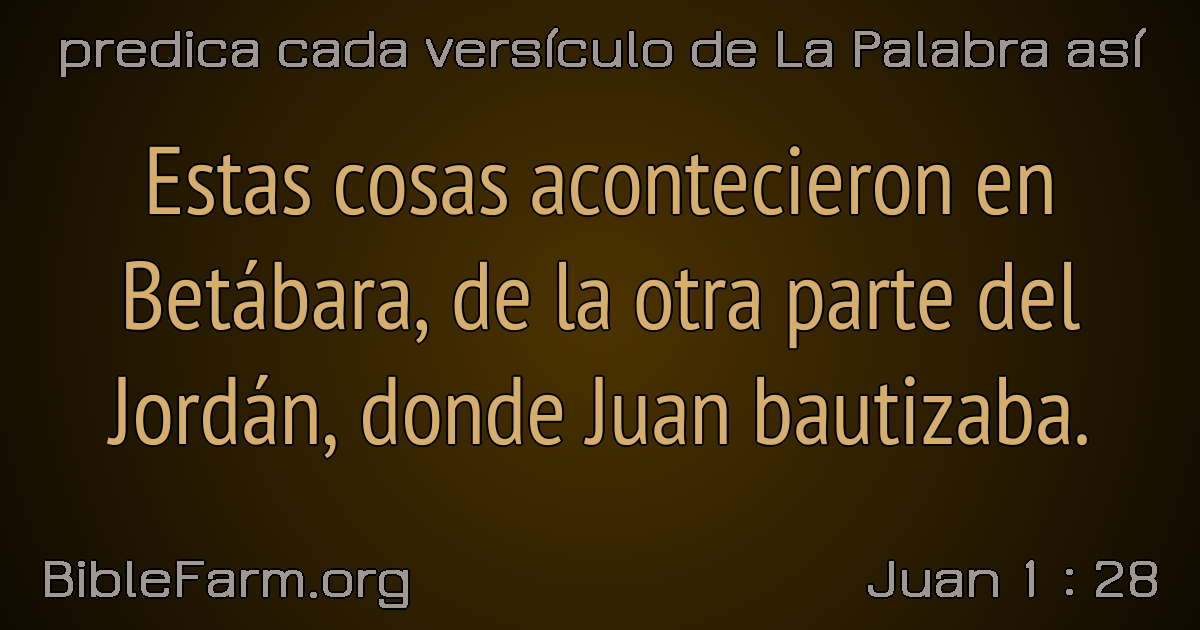 predica cada versículo de La Palabra así
Estas cosas acontecieron en
Betábara, de la otra parte del
Jordán, donde Juan bautizaba.
BibleFarm.org
Juan 1 : 28